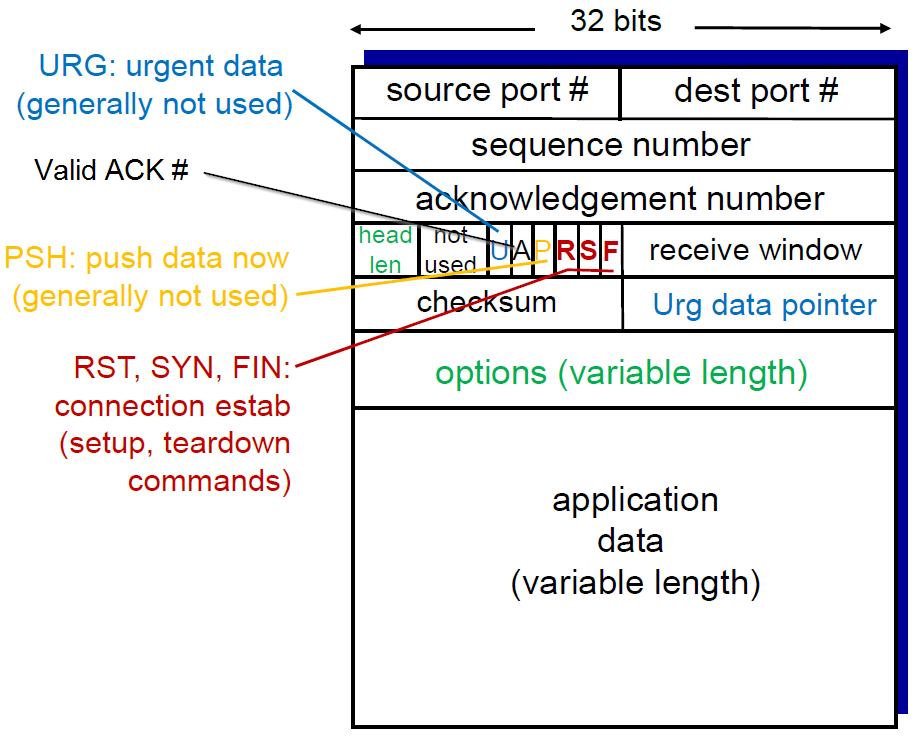 32 bits
URG: urgent data
(generally not used)
source port #
dest port #
sequence number
Valid ACK #
acknowledgement number
head
len
not
used
U
A
P
R
S
F
receive window
PSH: push data now
(generally not used)
checksum
Urg data pointer
RST, SYN, FIN:
connection estab
(setup, teardown
commands)
options (variable length)
application
data
(variable length)